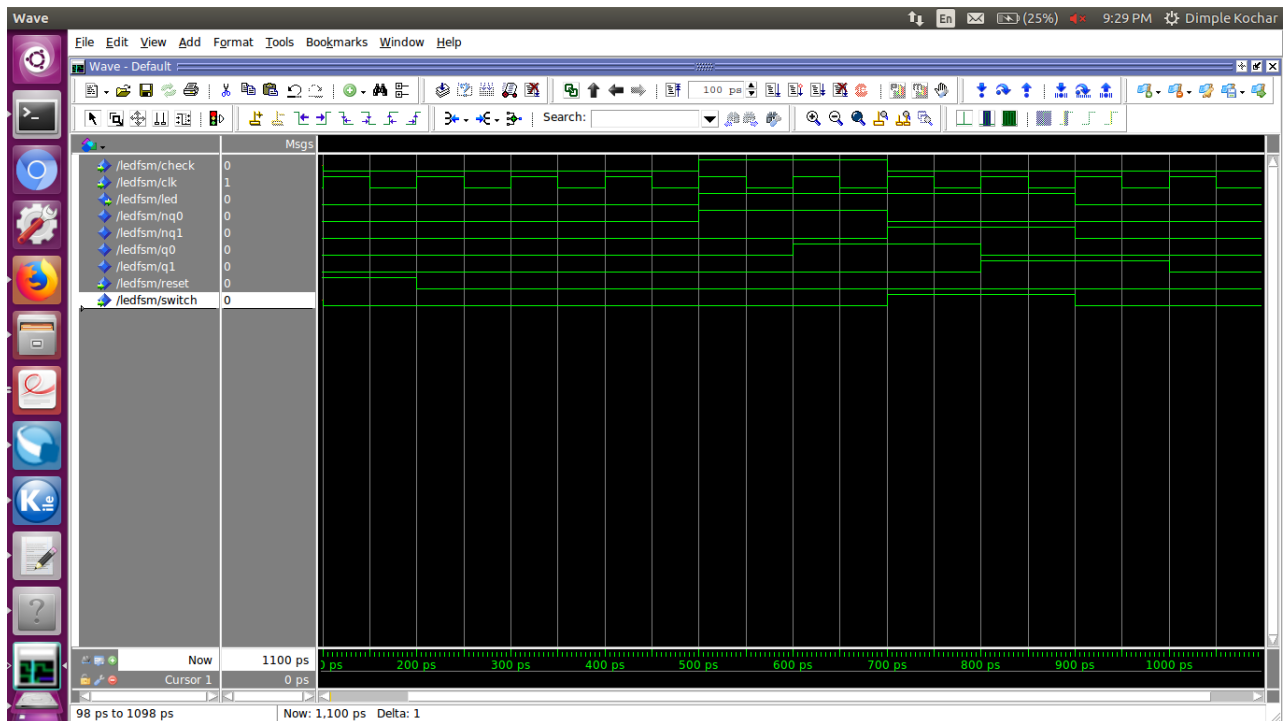 Wave
En (25%) 9:29 PM Dimple Kochar
File Edit View Add Format Tools Bookmarks Window Help
Wave - Default
100 ps
Search:
Msgs
/ledfsm/check 0
/ledfsm/clk 1
/ledfsm/led 0
/ledfsm/nq0 0
/ledfsm/nq1 0
/ledfsm/q0 0
/ledfsm/q1 0
/ledfsm/reset 0
/ledfsm/switch 0
Now 1100 ps ps 200 ps 300 ps 400 ps 500 ps 600 ps 700 ps 800 ps 900 ps 1000 ps
Cursor 1 0 ps
98 ps to 1098 ps Now: 1,100 ps Delta: 1